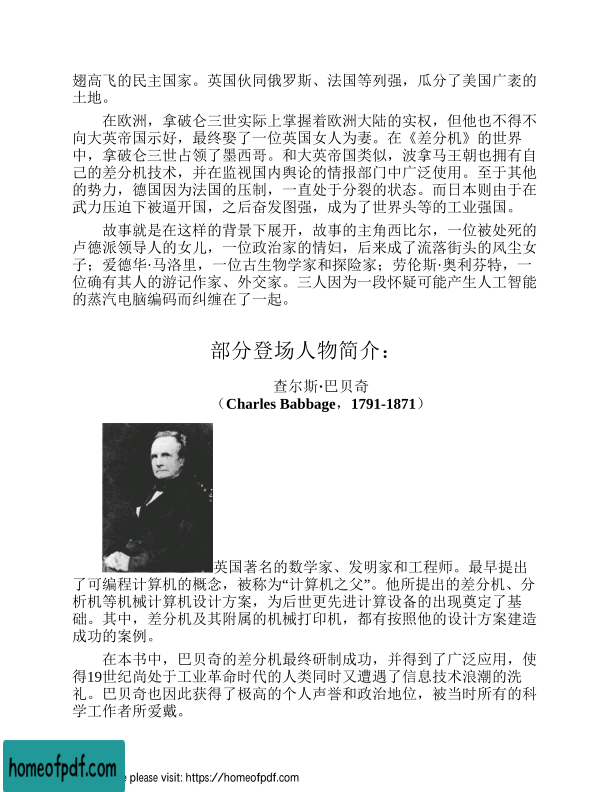 翅高飞的民主国家。英国伙同俄罗斯、法国等列强，瓜分了美国广袤的
土地。
在欧洲，拿破仑三世实际上掌握着欧洲大陆的实权，但他也不得不
向大英帝国示好，最终娶了一位英国女人为妻。在《差分机》的世界
中，拿破仑三世占领了墨西哥。和大英帝国类似，波拿马王朝也拥有自
己的差分机技术，并在监视国内舆论的情报部门中广泛使用。至于其他
的势力，德国因为法国的压制，一直处于分裂的状态。而日本则由于在
武力压迫下被逼开国，之后奋发图强，成为了世界头等的工业强国。
故事就是在这样的背景下展开，故事的主角西比尔，一位被处死的
卢德派领导人的女儿，一位政治家的情妇，后来成了流落街头的风尘女
子；爱德华·马洛里，一位古生物学家和探险家；劳伦斯·奥利芬特，一
位确有其人的游记作家、外交家。三人因为一段怀疑可能产生人工智能
的蒸汽电脑编码而纠缠在了一起。
部分登场人物简介：
查尔斯·巴贝奇
（Charles Babbage，1791-1871）
英国著名的数学家、发明家和工程师。最早提出
了可编程计算机的概念，被称为“计算机之父”。他所提出的差分机、分
析机等机械计算机设计方案，为后世更先进计算设备的出现奠定了基
础。其中，差分机及其附属的机械打印机，都有按照他的设计方案建造
成功的案例。
在本书中，巴贝奇的差分机最终研制成功，并得到了广泛应用，使
得19世纪尚处于工业革命时代的人类同时又遭遇了信息技术浪潮的洗
礼。巴贝奇也因此获得了极高的个人声誉和政治地位，被当时所有的科
学工作者所爱戴。
homeofpdf.com
please visit: https://homeofpdf.com